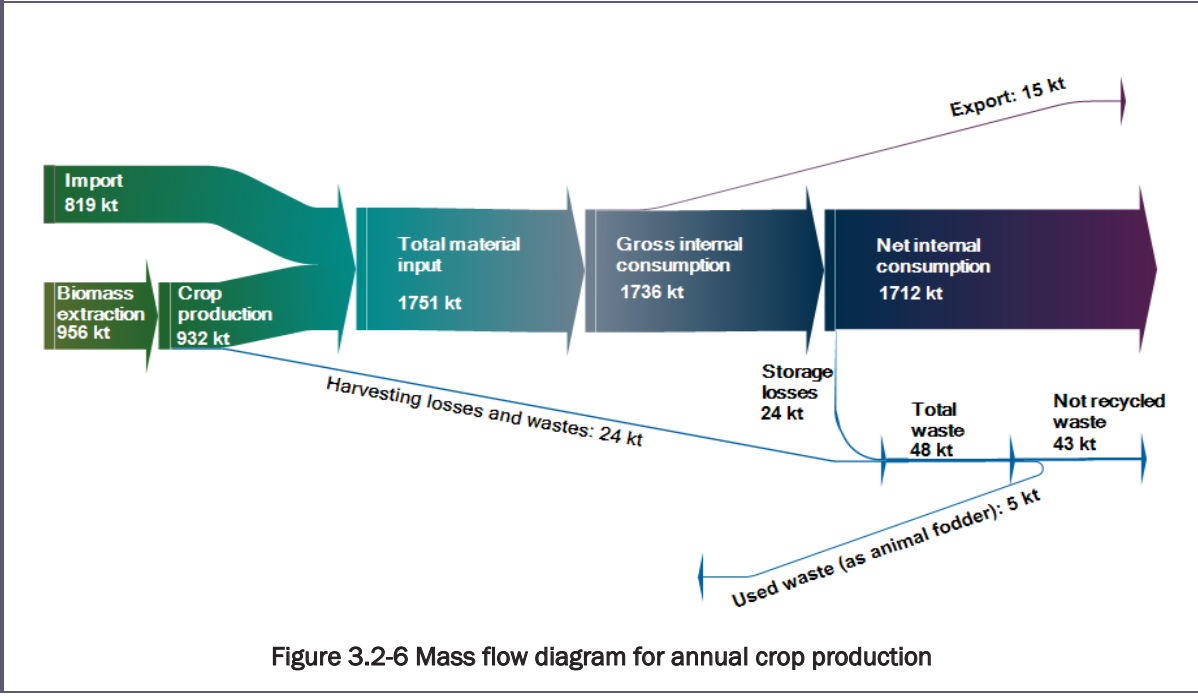 Export: 15 kt
Import
819 kt
Biomass
extraction
956 kt
Crop
production
932 kt
Total material
input
1751 kt
Gross internal
consumption
1736 kt
Net internal
consumption
1712 kt
Harvesting losses and wastes: 24 kt
Storage
losses
24 kt
Total
waste
48 kt
Not recycled
waste
43 kt
Used waste (as animal fodder): 5 kt
Figure 3.2-6 Mass flow diagram for annual crop production